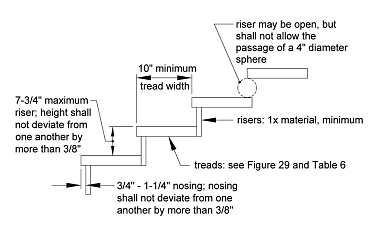 riser may be open, but
shall not allow the
passage of a 4" diameter
sphere
10" minimum
tread width
7-3/4" maximum
riser; height shall
not deviate from
one another by
more than 3/8"
risers: 1x material, minimum
treads: see Figure 29 and Table 6
3/4" - 1-1/4" nosing; nosing
shall not deviate from one
another by more than 3/8"